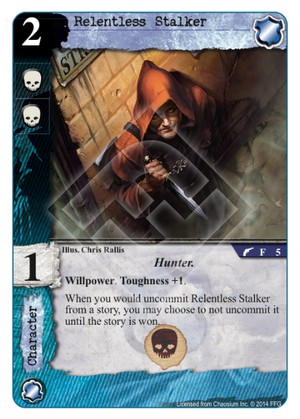 2
Relentless Stalker
Illus. Chris Rallis
F 5
1
Hunter.
Willpower. Toughness +1.
When you would uncommit Relentless Stalker
from a story, you may choose to not uncommit it
until the story is won.
Character
Licensed from Chaosium Inc. © 2014 FFG